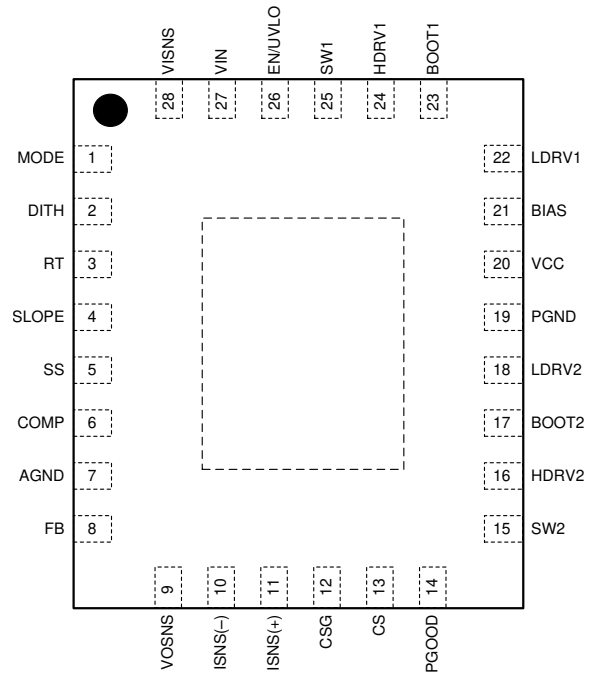 VISNS
VIN
EN/UVLO
SW1
HDRV1
BOOT1
28
27
26
25
24
23
MODE 1
22 LDRV1
DITH 2
21 BIAS
RT 3
20 VCC
SLOPE 4
19 PGND
SS 5
18 LDRV2
COMP 6
17 BOOT2
AGND 7
16 HDRV2
FB 8
15 SW2
9
10
11
12
13
14
VOSNS
ISNS(–)
ISNS(+)
CSG
CS
PGOOD